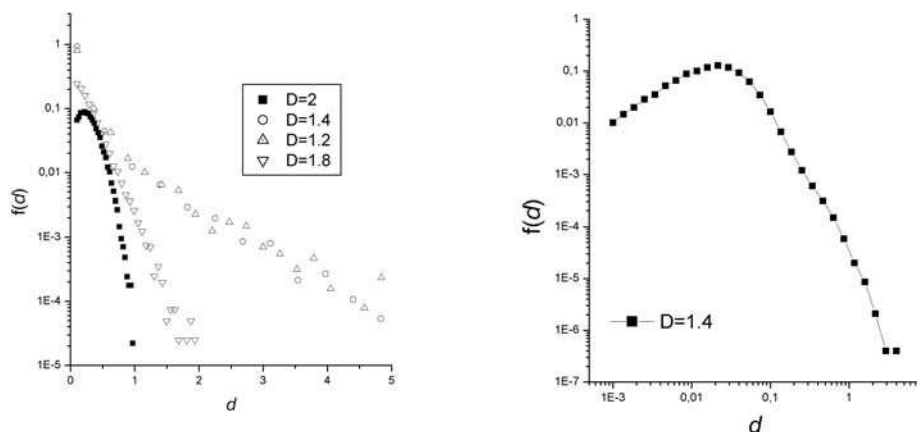 1
0,1
0,01
1E-3
1E-4
1E-5
f(d)
0 1 2 3 4 5
d
D=2
D=1.4
D=1.2
D=1.8
1
0,1
0,01
1E-3
1E-4
1E-5
1E-6
1E-7
f(d)
D=1.4
1E-3 0,01 0,1 1
d